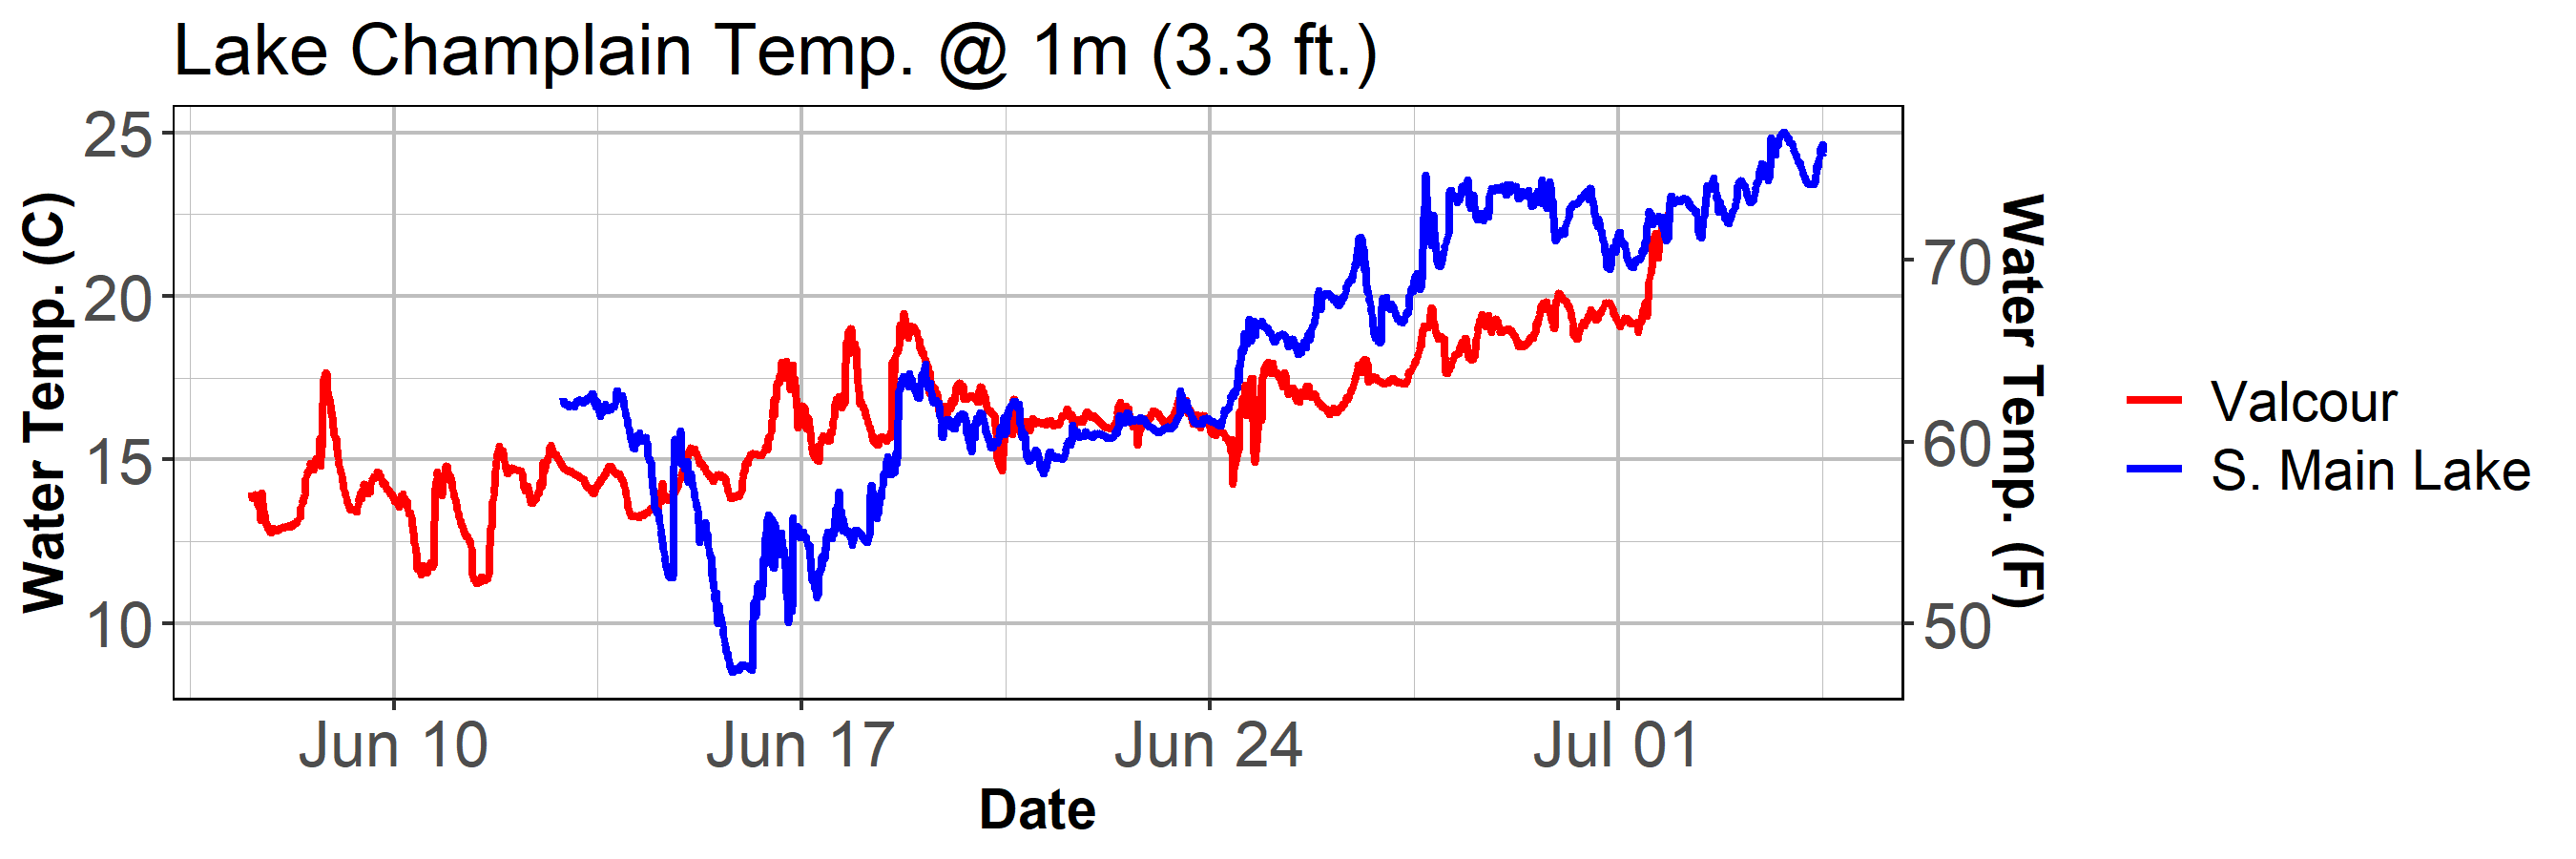 Lake Champlain Temp. @ 1m (3.3 ft.)
Water Temp. (C)
25
20
15
10
70
60
50
Water Temp. (F)
Jun 10
Jun 17
Jun 24
Jul 01
Date
Valcour
S. Main Lake